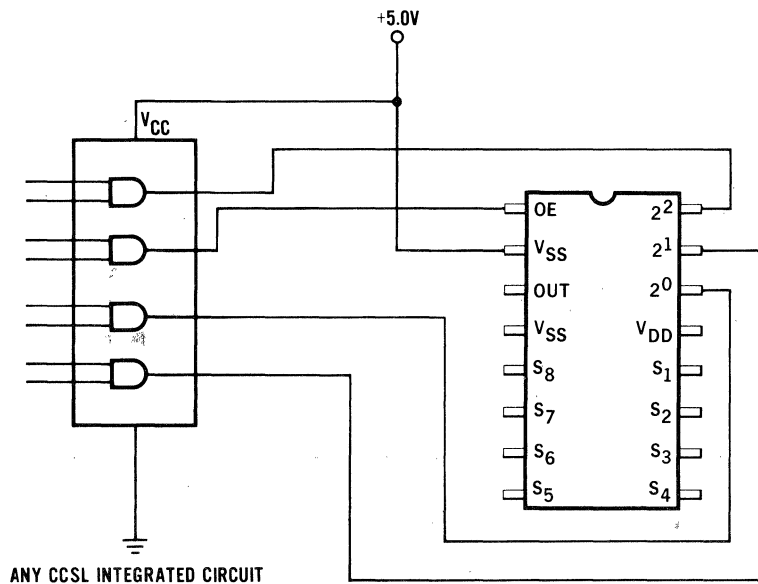 +5.0V
VCC
OE 2²
VSS 2¹
OUT 2⁰
VSS VDD
S8 S1
S7 S2
S6 S3
S5 S4
ANY CCSL INTEGRATED CIRCUIT